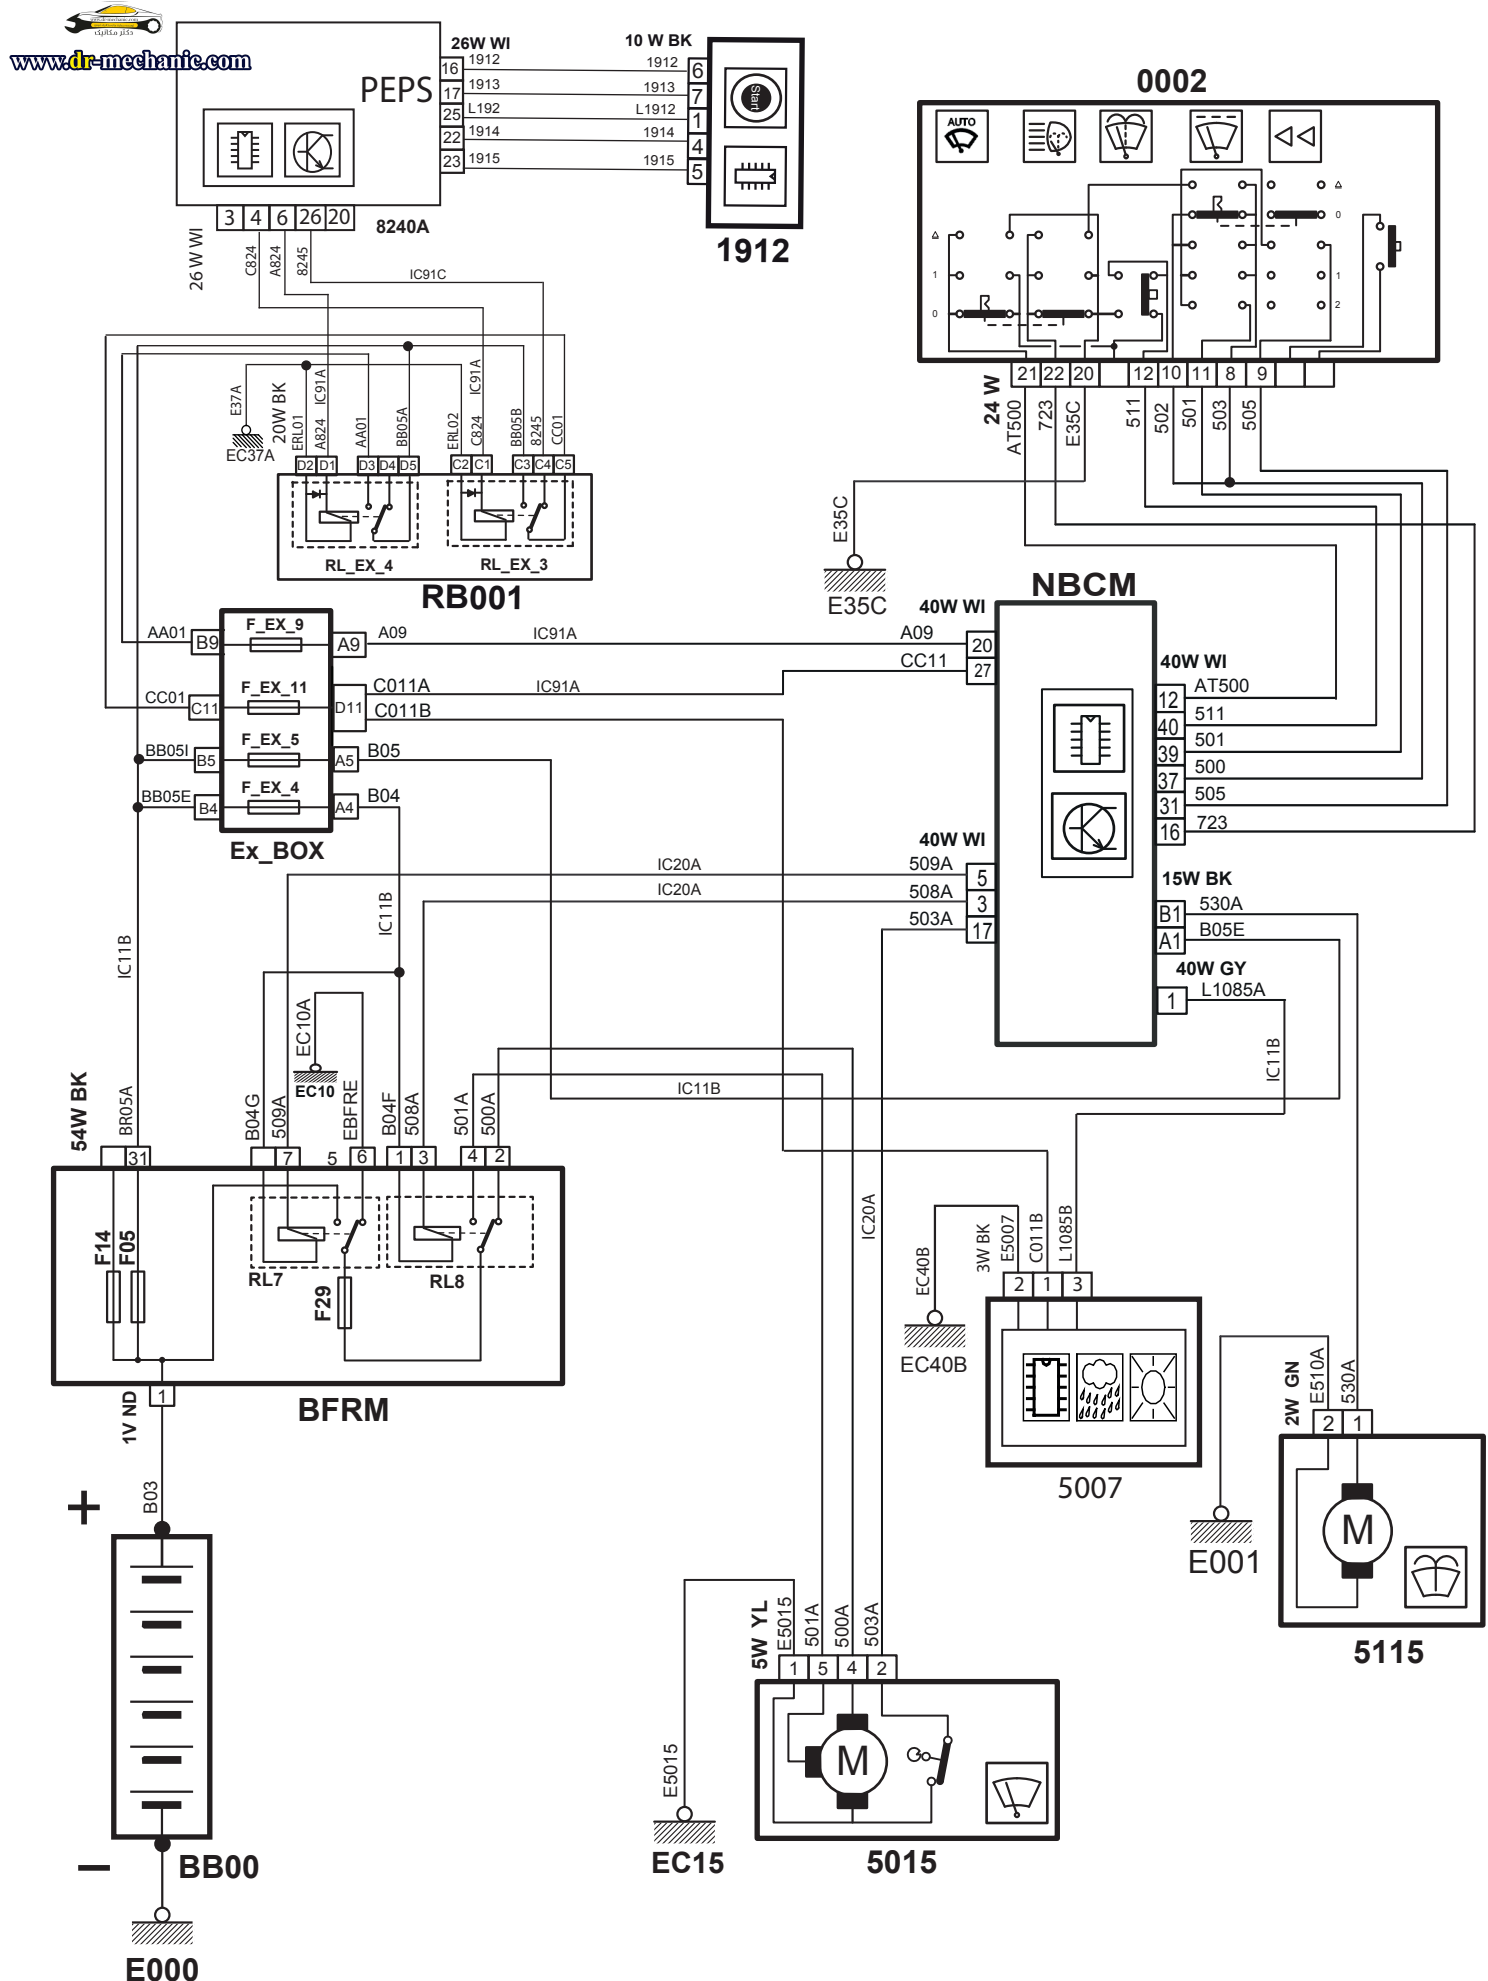 دکتر مکانیک
www.dr-mechanic.com
PEPS
26W WI
16 1912
17 1913
25 L192
22 1914
23 1915
10 W BK
1912 6
1913 7
L1912 1
1914 4
1915 5
Start
1912
3 4 6 26 20
8240A
26 W WI
C824
A824
8245
IC91C
0002
AUTO
1
0
0
1
2
21 22 20 12 10 11 8 9
24 W
AT500
723
E35C
511
502
501
503
505
E35C
E35C
E37A
EC37A
20W BK
ERL01
A824 IC91A
AA01
BB05A
ERL02
C824 IC91A
BB05B
8245
CC01
D2 D1 D3 D4 D5 C2 C1 C3 C4 C5
RL_EX_4 RL_EX_3
RB001
NBCM
40W WI
AA01 B9 F_EX_9 A9 A09 IC91A A09 20
CC11 27
CC01 C11 F_EX_11 D11 C011A IC91A
C011B
BB05I B5 F_EX_5 A5 B05
BB05E B4 F_EX_4 A4 B04
Ex_BOX
40W WI
12 AT500
40 511
39 501
37 500
31 505
16 723
40W WI
IC20A 509A 5
IC20A 508A 3
503A 17
15W BK
B1 530A
A1 B05E
40W GY
1 L1085A
IC11B
IC11B
IC11B
EC10A
EC10
IC11B
54W BK
BR05A
B04G
509A
EBFRE
B04F
508A
501A
500A
31 7 5 6 1 3 4 2
F14
F05
RL7
F29
RL8
BFRM
1V ND
1
B03
+
−
BB00
E000
IC20A
EC40B
EC40B
3W BK
E5007
C011B
L1085B
2 1 3
5007
2W GN
E510A
530A
2 1
E001
M
5115
5W YL
E5015
501A
500A
503A
1 5 4 2
M
E5015
EC15
5015